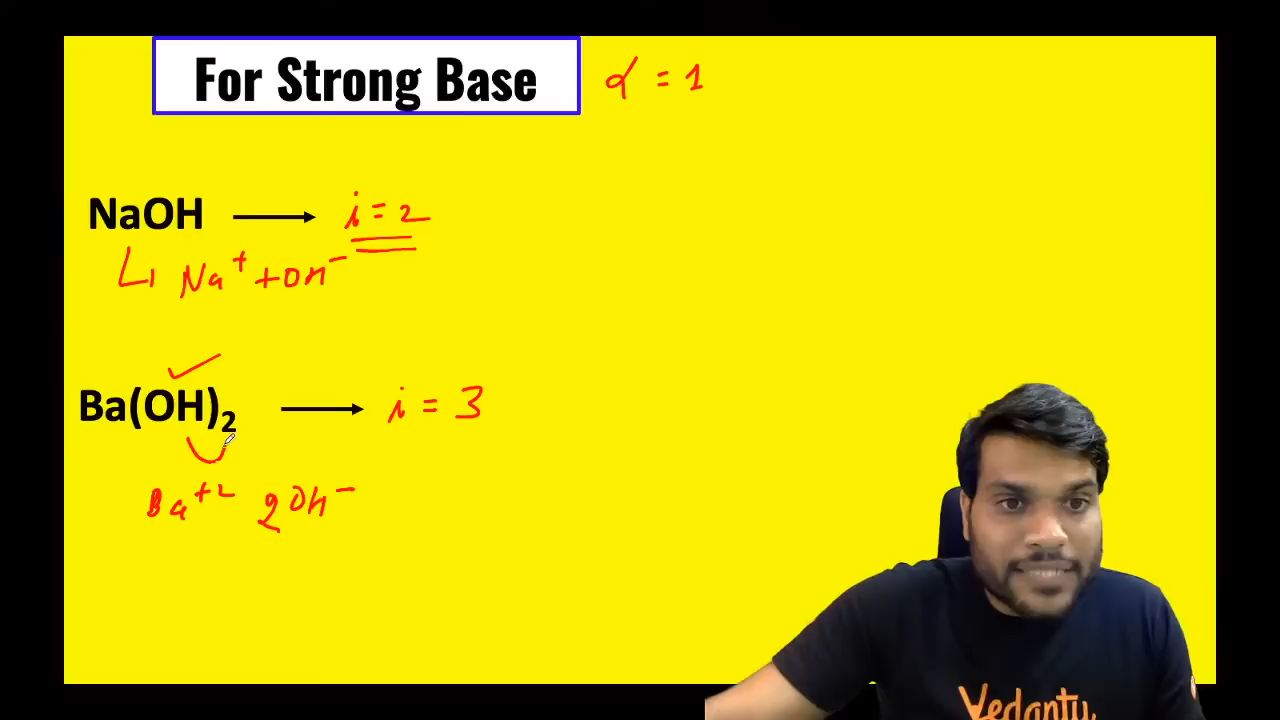 For Strong Base α = 1
NaOH → i = 2
Na⁺ + OH⁻
Ba(OH)₂ → i = 3
Ba⁺² 2OH⁻
Vedantu